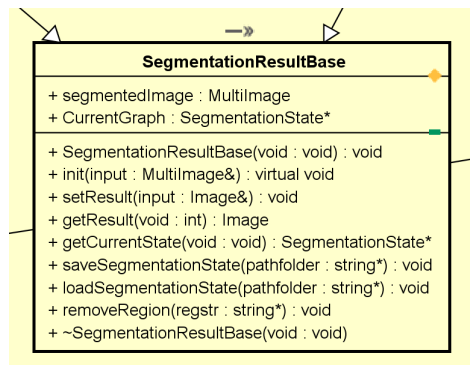 SegmentationResultBase
+ segmentedImage : MultiImage
+ CurrentGraph : SegmentationState*
+ SegmentationResultBase(void : void) : void
+ init(input : MultiImage&) : virtual void
+ setResult(input : Image&) : void
+ getResult(void : int) : Image
+ getCurrentState(void : void) : SegmentationState*
+ saveSegmentationState(pathfolder : string*) : void
+ loadSegmentationState(pathfolder : string*) : void
+ removeRegion(regstr : string*) : void
+ ~SegmentationResultBase(void : void)